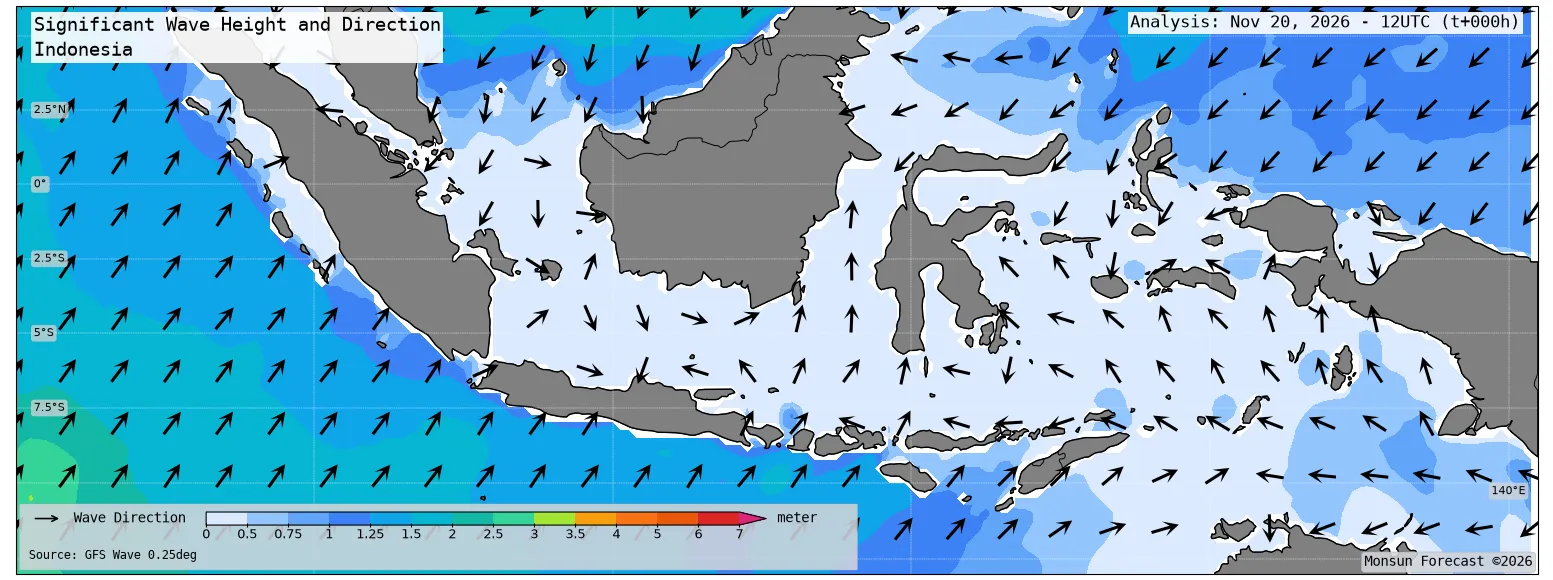 Significant Wave Height and Direction
Indonesia
Analysis: Nov 20, 2026 - 12UTC (t+000h)
2.5°N
0°
2.5°S
5°S
7.5°S
140°E
Wave Direction
meter
0 0.5 0.75 1 1.25 1.5 2 2.5 3 3.5 4 5 6 7
Source: GFS Wave 0.25deg
Monsun Forecast ©2026